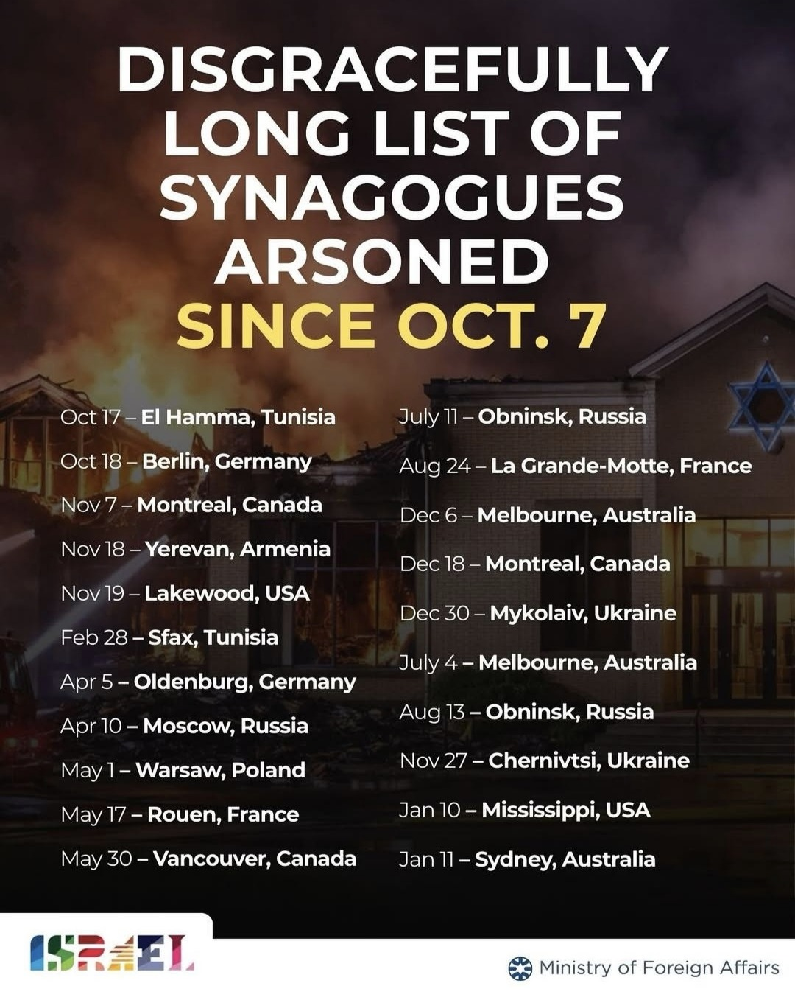 DISGRACEFULLY
LONG LIST OF
SYNAGOGUES
ARSONED
SINCE OCT. 7
Oct 17 – El Hamma, Tunisia
Oct 18 – Berlin, Germany
Nov 7 – Montreal, Canada
Nov 18 – Yerevan, Armenia
Nov 19 – Lakewood, USA
Feb 28 – Sfax, Tunisia
Apr 5 – Oldenburg, Germany
Apr 10 – Moscow, Russia
May 1 – Warsaw, Poland
May 17 – Rouen, France
May 30 – Vancouver, Canada
July 11 – Obninsk, Russia
Aug 24 – La Grande-Motte, France
Dec 6 – Melbourne, Australia
Dec 18 – Montreal, Canada
Dec 30 – Mykolaiv, Ukraine
July 4 – Melbourne, Australia
Aug 13 – Obninsk, Russia
Nov 27 – Chernivtsi, Ukraine
Jan 10 – Mississippi, USA
Jan 11 – Sydney, Australia
ISRAEL
Ministry of Foreign Affairs